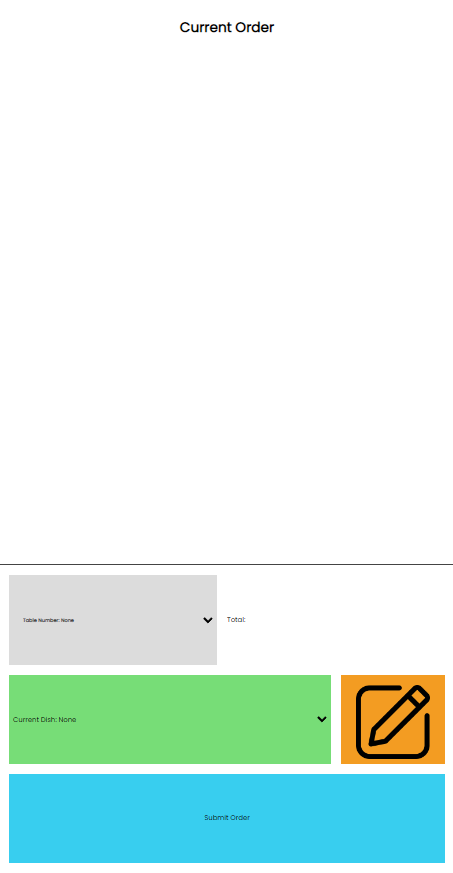 Current Order
Table Number: None
Total:
Current Dish: None
Submit Order